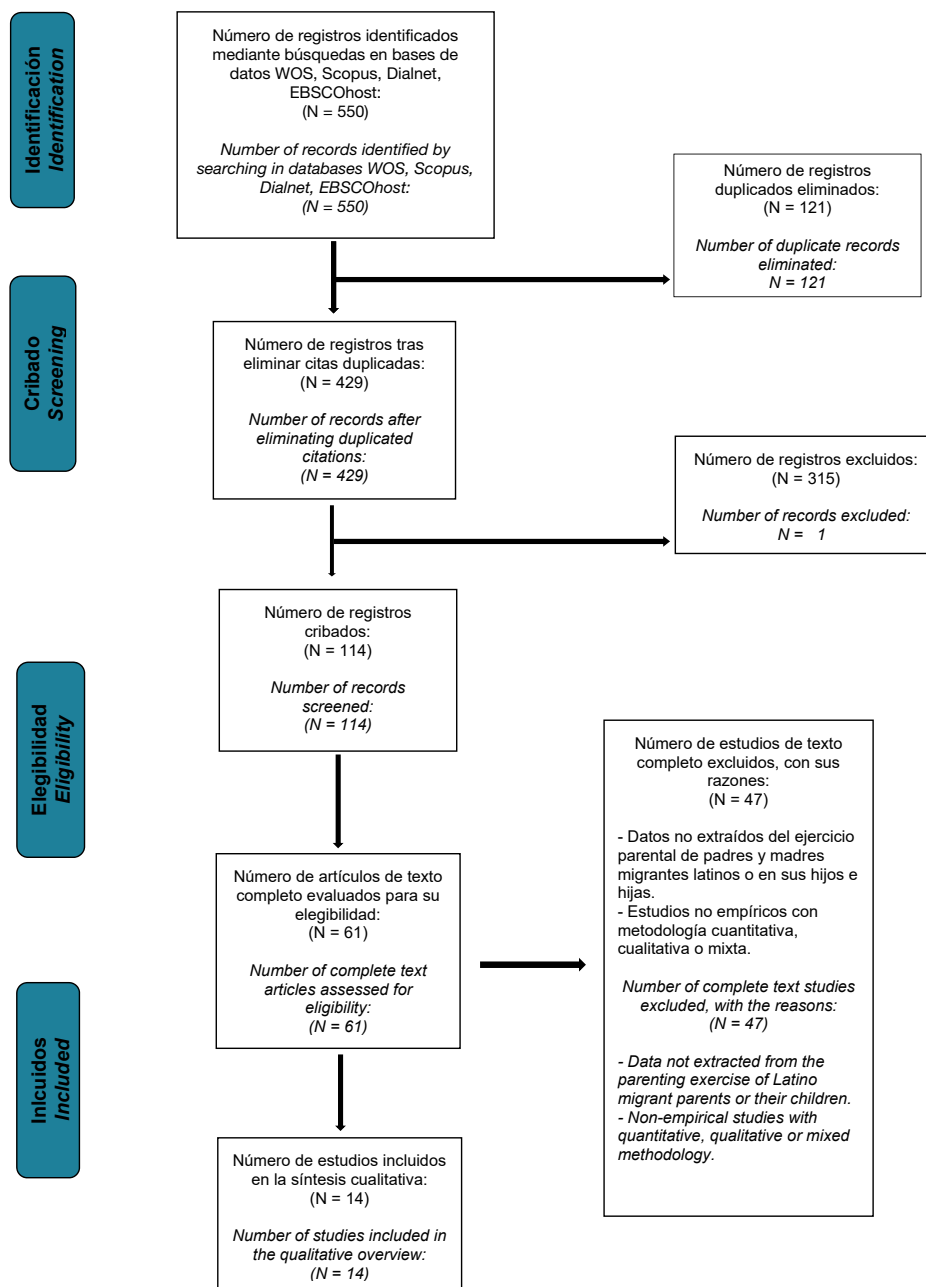 Identificación
Identification
Número de registros identificados
mediante búsquedas en bases de
datos WOS, Scopus, Dialnet,
EBSCOhost:
(N = 550)
Number of records identified by
searching in databases WOS, Scopus,
Dialnet, EBSCOhost:
(N = 550)
Número de registros
duplicados eliminados:
(N = 121)
Number of duplicate records
eliminated:
N = 121
Cribado
Screening
Número de registros tras
eliminar citas duplicadas:
(N = 429)
Number of records after
eliminating duplicated
citations:
(N = 429)
Número de registros excluidos:
(N = 315)
Number of records excluded:
N = 1
Número de registros
cribados:
(N = 114)
Number of records
screened:
(N = 114)
Elegibilidad
Eligibility
Número de artículos de texto
completo evaluados para su
elegibilidad:
(N = 61)
Number of complete text
articles assessed for
eligibility:
(N = 61)
Número de estudios de texto
completo excluidos, con sus
razones:
(N = 47)
- Datos no extraídos del ejercicio
parental de padres y madres
migrantes latinos o en sus hijos e
hijas.
- Estudios no empíricos con
metodología cuantitativa,
cualitativa o mixta.
Number of complete text studies
excluded, with the reasons:
(N = 47)
- Data not extracted from the
parenting exercise of Latino
migrant parents or their children.
- Non-empirical studies with
quantitative, qualitative or mixed
methodology.
Inlcuidos
Included
Número de estudios incluidos
en la síntesis cualitativa:
(N = 14)
Number of studies included in
the qualitative overview:
(N = 14)